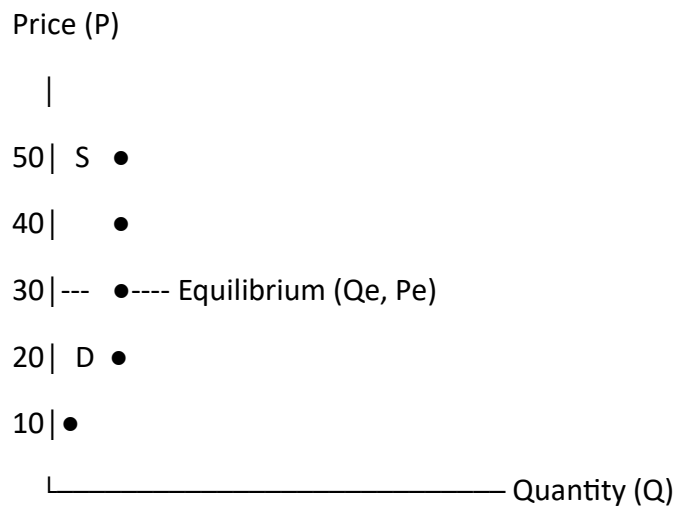 Price (P)
│
50│ S ●
40│ ●
30│--- ●---- Equilibrium (Qe, Pe)
20│ D ●
10│●
└──────────────────────────── Quantity (Q)